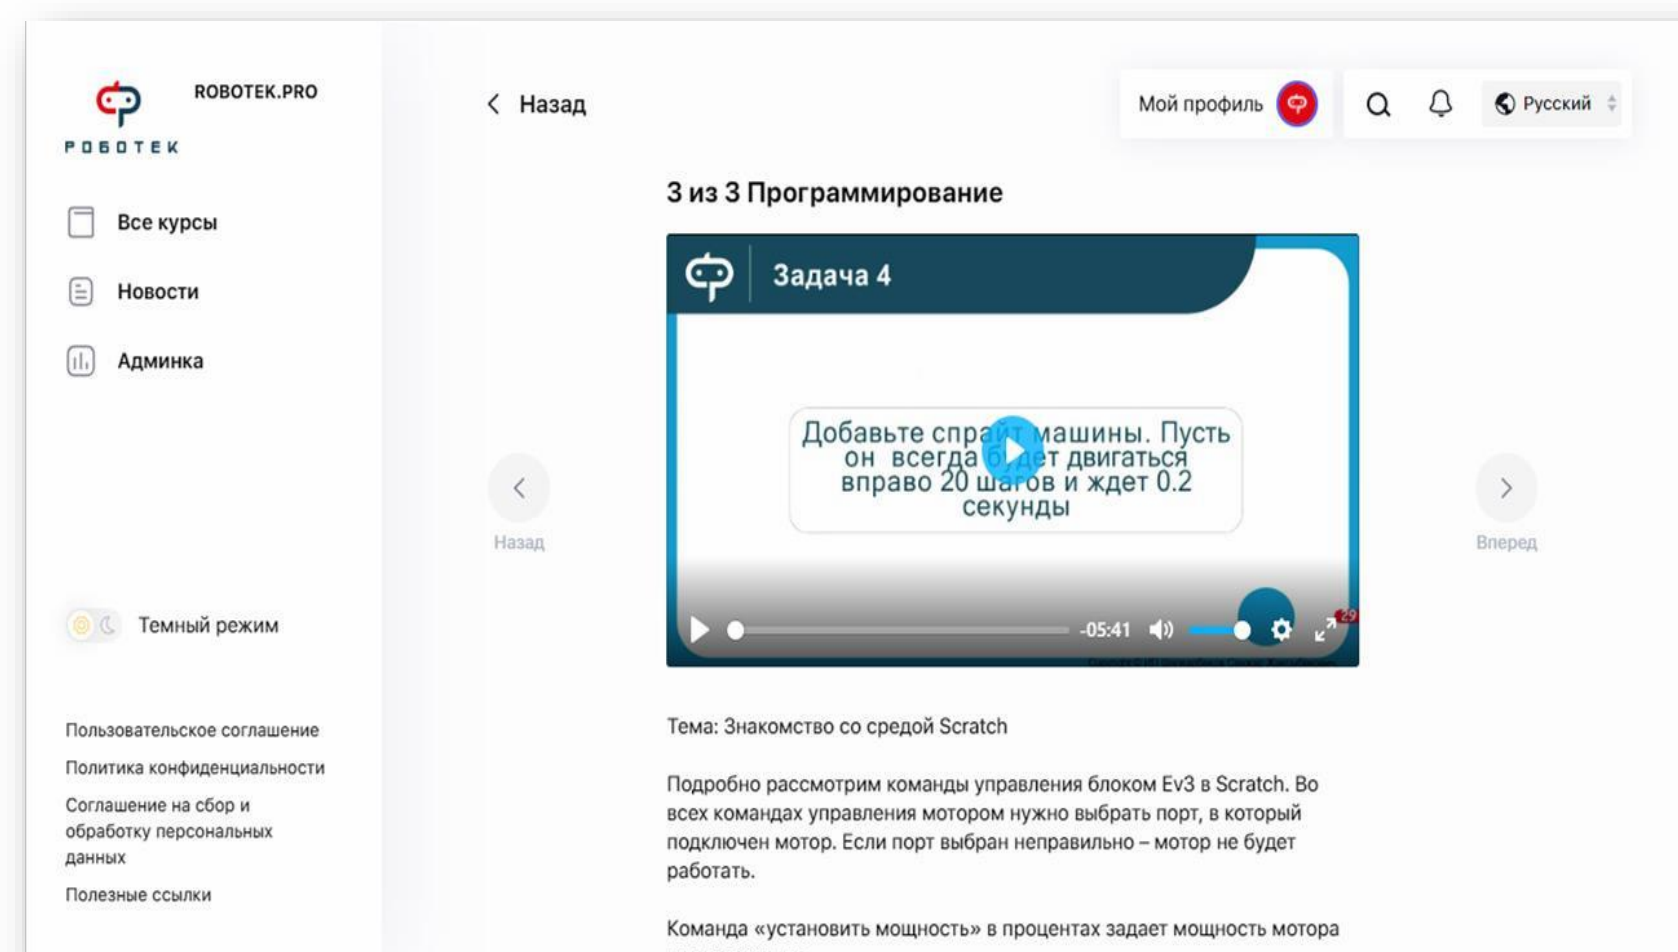 ROBOTEK.PRO
РОБОТЕК
Все курсы
Новости
Админка
Темный режим
Пользовательское соглашение
Политика конфиденциальности
Соглашение на сбор и
обработку персональных
данных
Полезные ссылки
Назад
Мой профиль
Русский
3 из 3 Программирование
Задача 4
Добавьте спрайт машины. Пусть
он всегда будет двигаться
вправо 20 шагов и ждет 0.2
секунды
-05:41
29
Назад
Вперед
Тема: Знакомство со средой Scratch
Подробно рассмотрим команды управления блоком Ev3 в Scratch. Во
всех командах управления мотором нужно выбрать порт, в который
подключен мотор. Если порт выбран неправильно – мотор не будет
работать.
Команда «установить мощность» в процентах задает мощность мотора